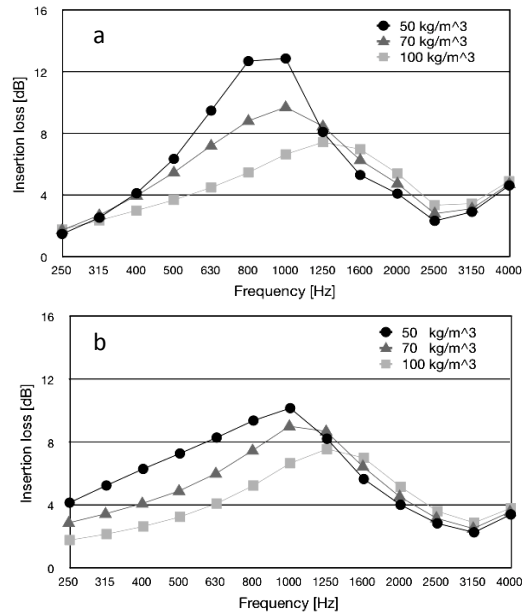 16
a
50 kg/m^3
70 kg/m^3
100 kg/m^3
12
8
4
0
Insertion loss [dB]
250 315 400 500 630 800 1000 1250 1600 2000 2500 3150 4000
Frequency [Hz]
16
b
50 kg/m^3
70 kg/m^3
100 kg/m^3
12
8
4
0
Insertion loss [dB]
250 315 400 500 630 800 1000 1250 1600 2000 2500 3150 4000
Frequency [Hz]